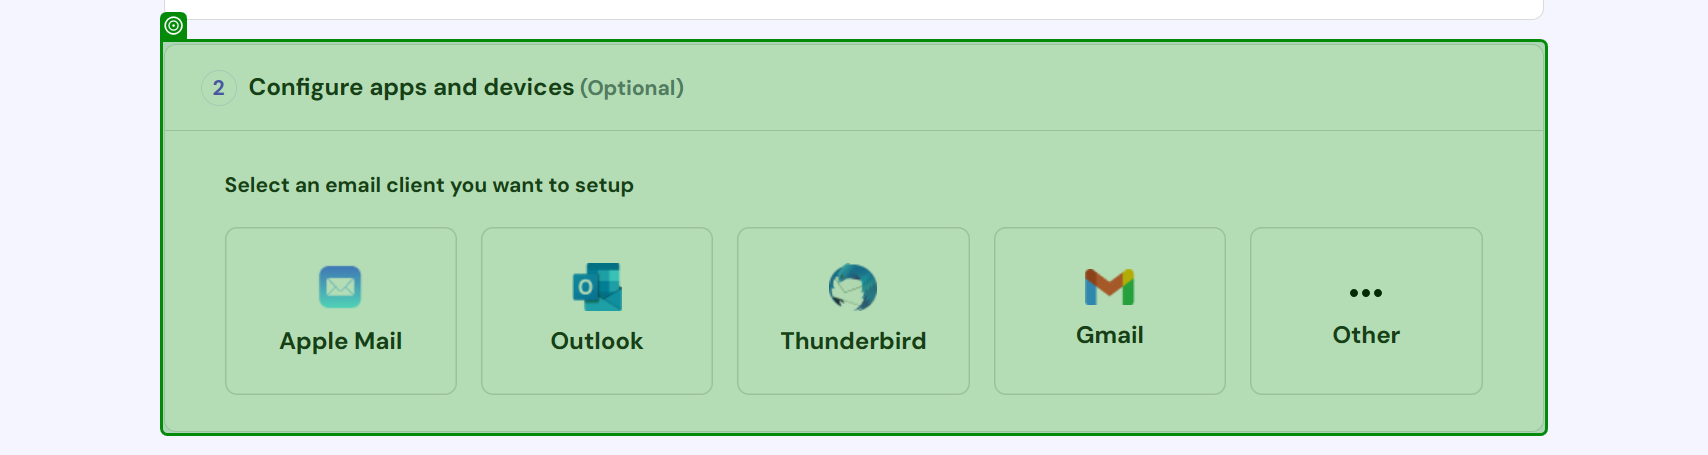 2 Configure apps and devices (Optional)
Select an email client you want to setup
Apple Mail
Outlook
Thunderbird
Gmail
Other